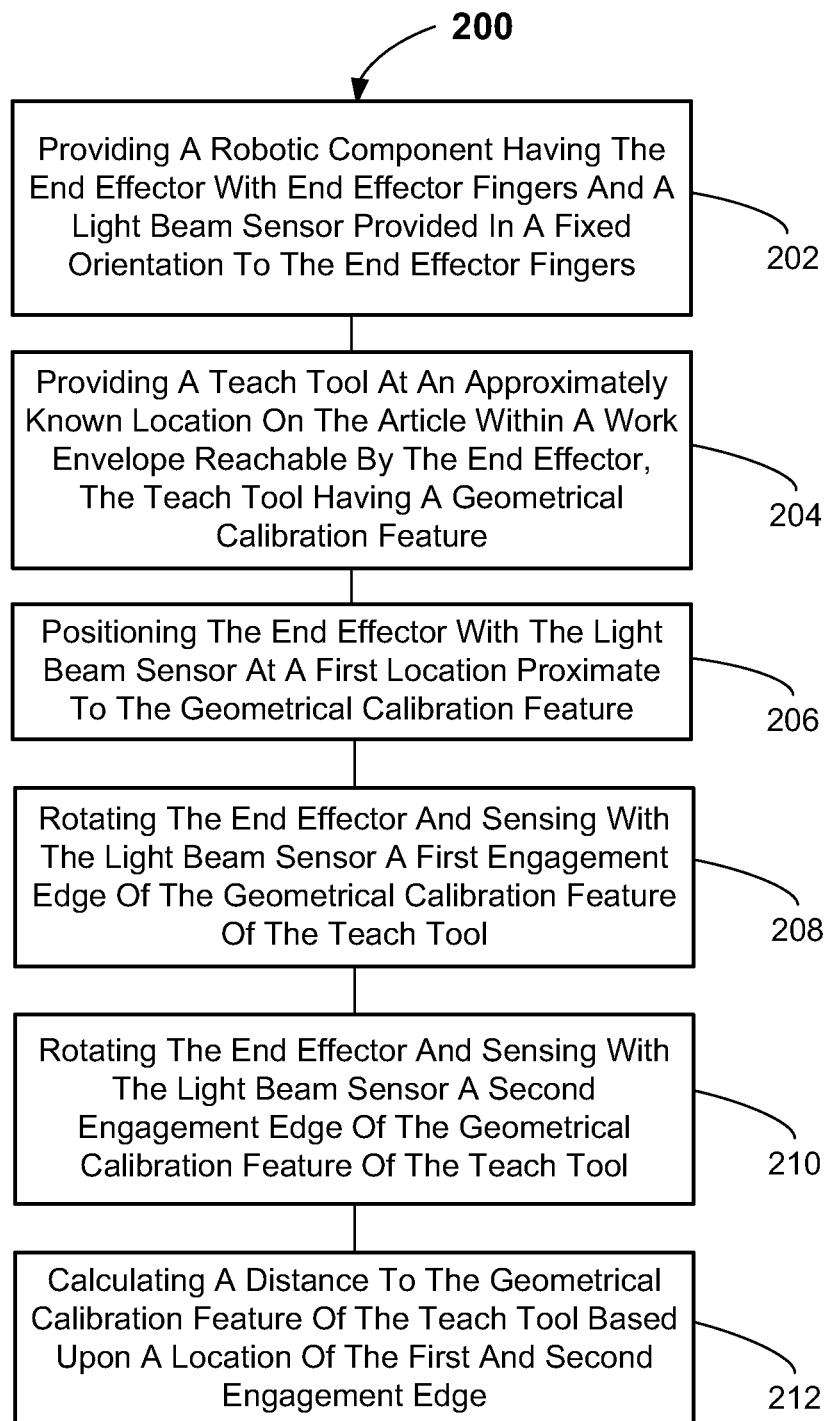 200
Providing A Robotic Component Having The
End Effector With End Effector Fingers And A
Light Beam Sensor Provided In A Fixed
Orientation To The End Effector Fingers
202
Providing A Teach Tool At An Approximately
Known Location On The Article Within A Work
Envelope Reachable By The End Effector,
The Teach Tool Having A Geometrical
Calibration Feature
204
Positioning The End Effector With The Light
Beam Sensor At A First Location Proximate
To The Geometrical Calibration Feature
206
Rotating The End Effector And Sensing With
The Light Beam Sensor A First Engagement
Edge Of The Geometrical Calibration Feature
Of The Teach Tool
208
Rotating The End Effector And Sensing With
The Light Beam Sensor A Second
Engagement Edge Of The Geometrical
Calibration Feature Of The Teach Tool
210
Calculating A Distance To The Geometrical
Calibration Feature Of The Teach Tool Based
Upon A Location Of The First And Second
Engagement Edge
212